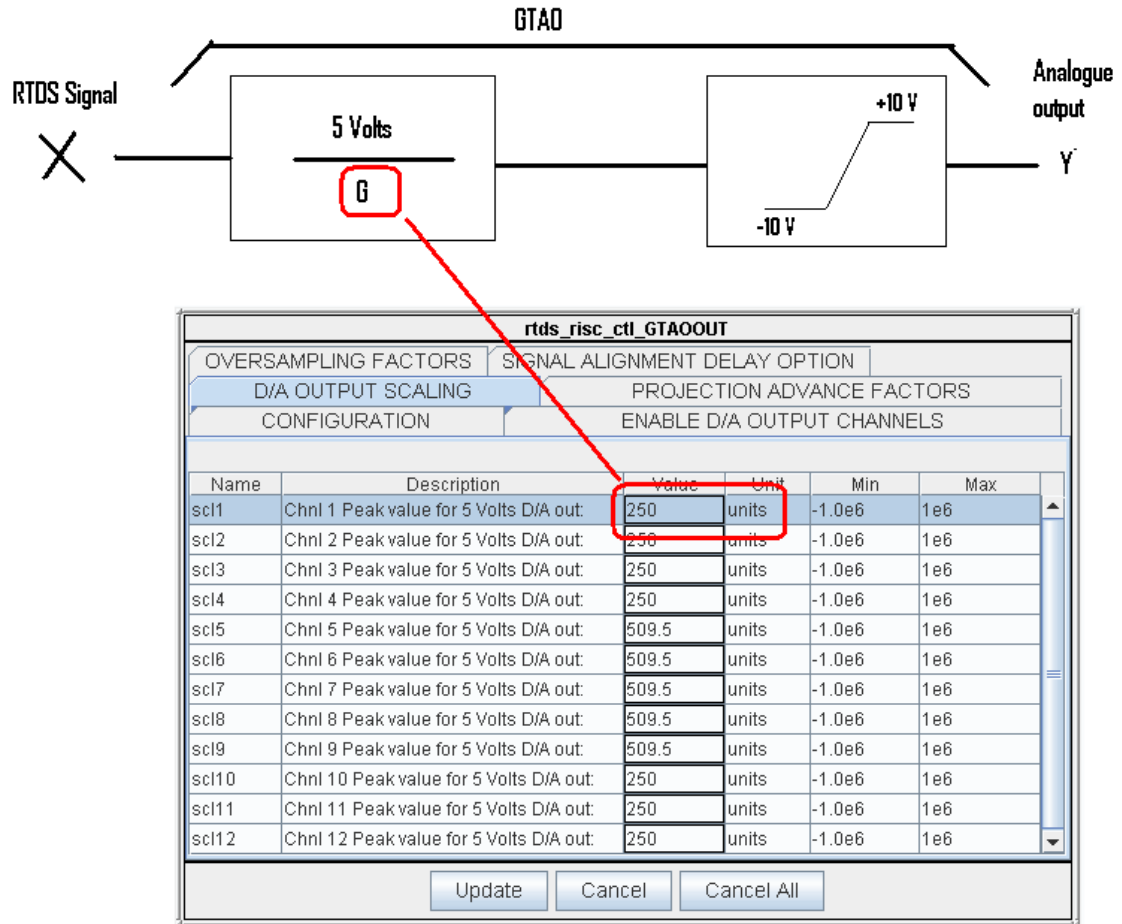 GTAO
RTDS Signal
X
5 Volts
G
+10 V
-10 V
Analogue
output
Y
rtds_risc_ctl_GTAOOUT
OVERSAMPLING FACTORS SIGNAL ALIGNMENT DELAY OPTION
D/A OUTPUT SCALING PROJECTION ADVANCE FACTORS
CONFIGURATION ENABLE D/A OUTPUT CHANNELS
Name Description Value Unit Min Max
scl1 Chnl 1 Peak value for 5 Volts D/A out: 250 units -1.0e6 1e6
scl2 Chnl 2 Peak value for 5 Volts D/A out: 250 units -1.0e6 1e6
scl3 Chnl 3 Peak value for 5 Volts D/A out: 250 units -1.0e6 1e6
scl4 Chnl 4 Peak value for 5 Volts D/A out: 250 units -1.0e6 1e6
scl5 Chnl 5 Peak value for 5 Volts D/A out: 509.5 units -1.0e6 1e6
scl6 Chnl 6 Peak value for 5 Volts D/A out: 509.5 units -1.0e6 1e6
scl7 Chnl 7 Peak value for 5 Volts D/A out: 509.5 units -1.0e6 1e6
scl8 Chnl 8 Peak value for 5 Volts D/A out: 509.5 units -1.0e6 1e6
scl9 Chnl 9 Peak value for 5 Volts D/A out: 509.5 units -1.0e6 1e6
scl10 Chnl 10 Peak value for 5 Volts D/A out: 250 units -1.0e6 1e6
scl11 Chnl 11 Peak value for 5 Volts D/A out: 250 units -1.0e6 1e6
scl12 Chnl 12 Peak value for 5 Volts D/A out: 250 units -1.0e6 1e6
Update Cancel Cancel All